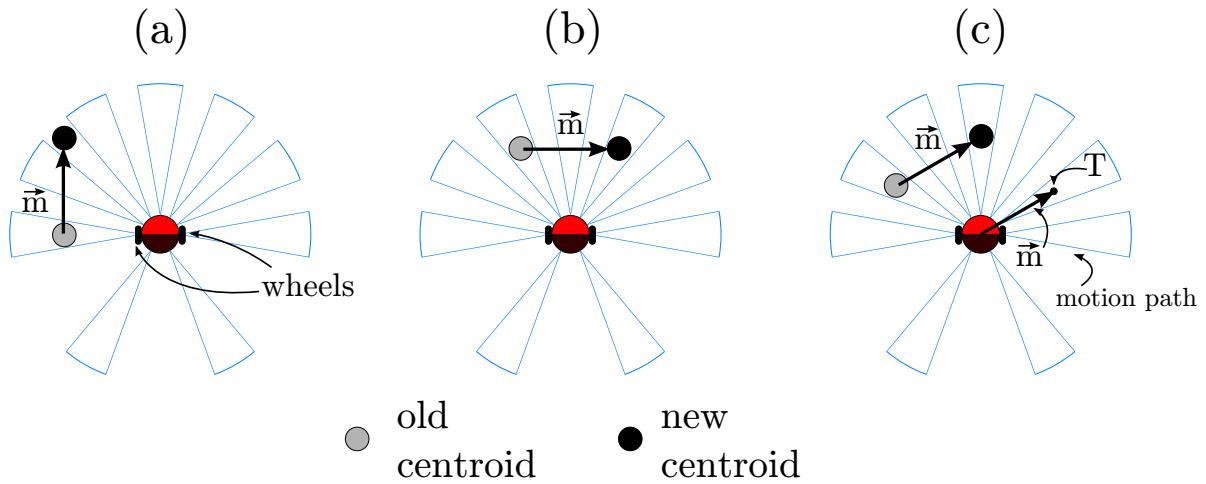 (a)
(b)
(c)
m⃗
m⃗
m⃗
T
m⃗
wheels
motion path
old
centroid
new
centroid